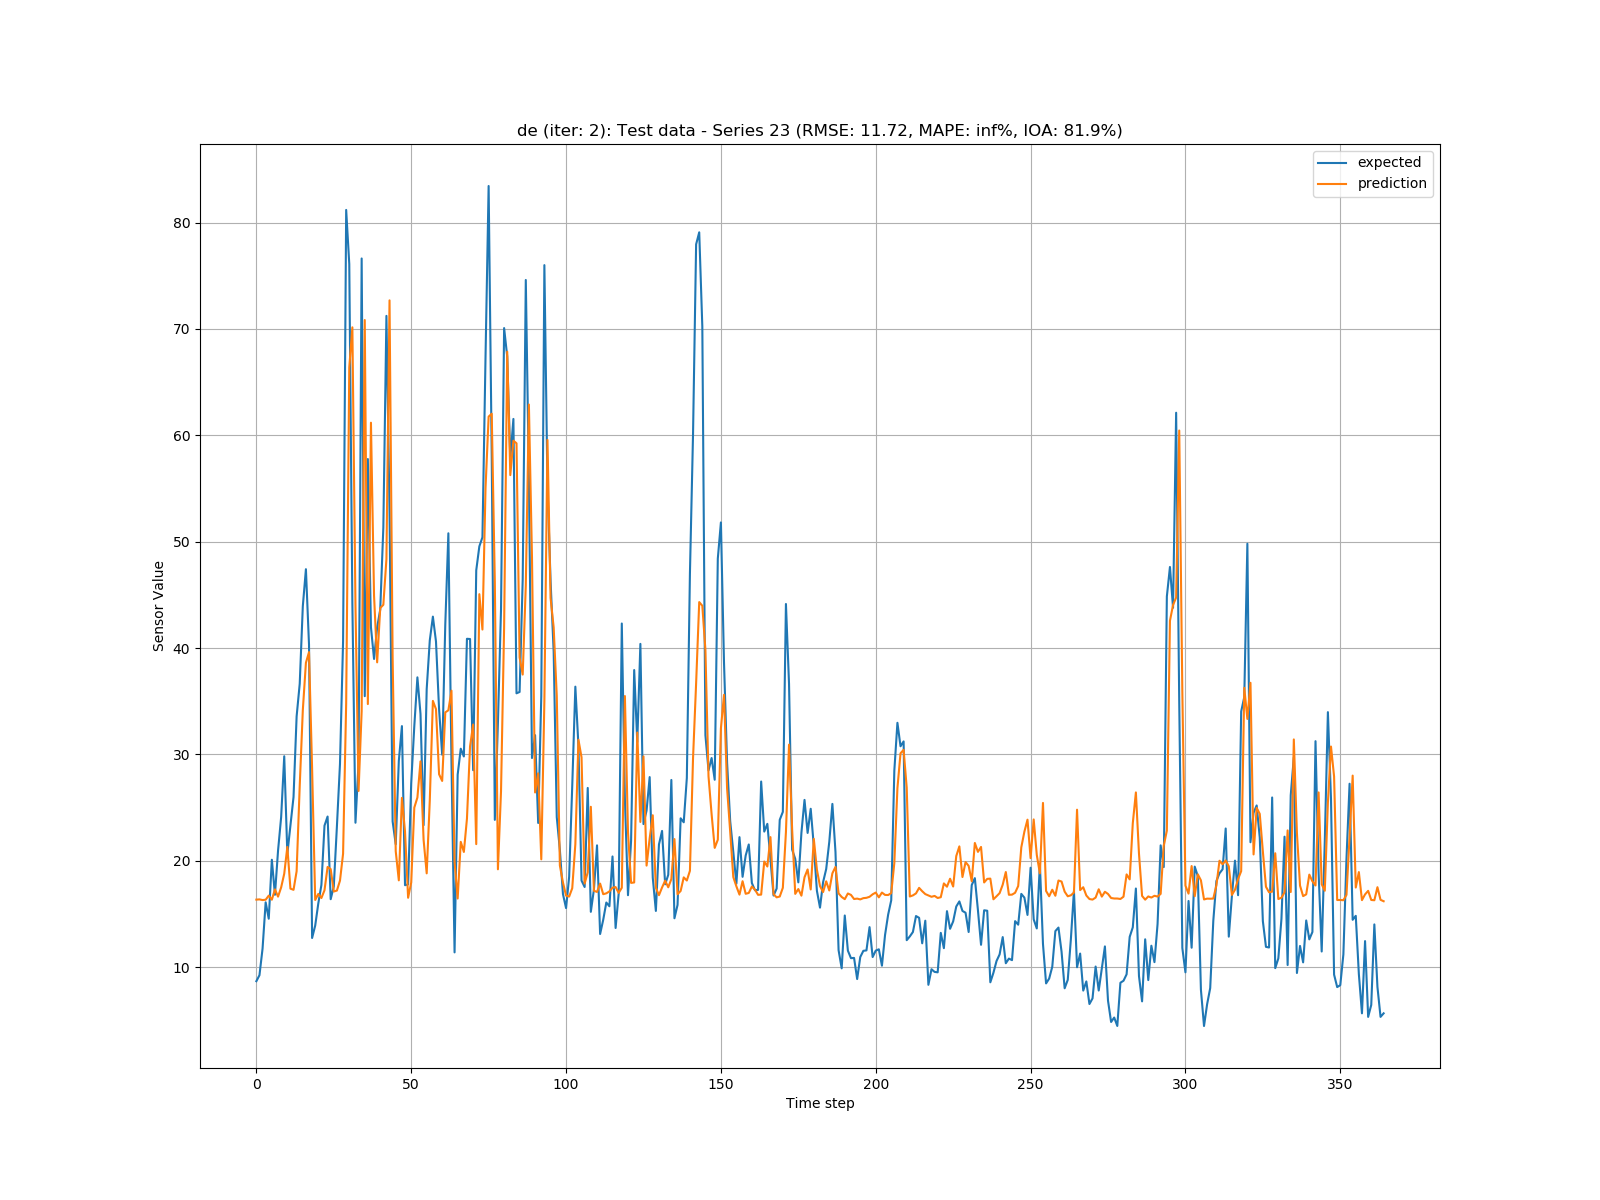 de (iter: 2): Test data - Series 23 (RMSE: 11.72, MAPE: inf%, IOA: 81.9%)
expected
prediction
80
70
60
50
40
30
20
10
Sensor Value
0 50 100 150 200 250 300 350
Time step